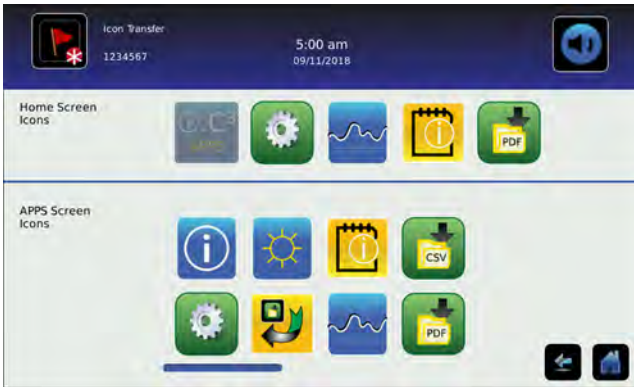 Icon Transfer
1234567
5:00 am
09/11/2018
Home Screen
Icons
PDF
APPS Screen
Icons
CSV
PDF